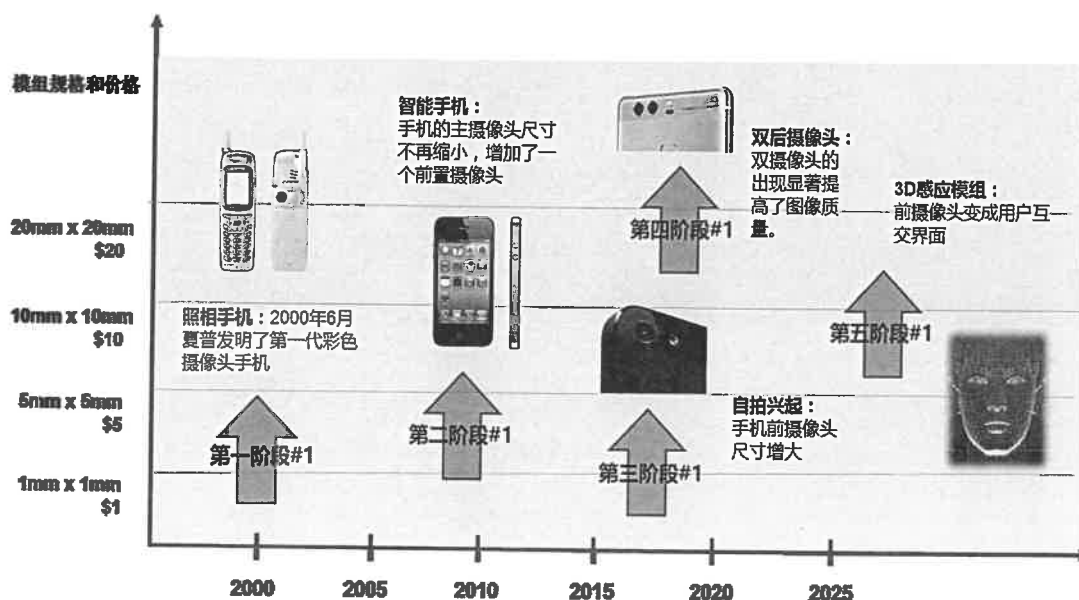 模组规格和价格
20mm x 20mm
$20
10mm x 10mm
$10
5mm x 5mm
$5
1mm x 1mm
$1
照相手机：2000年6月
夏普发明了第一代彩色
摄像头手机
第一阶段#1
智能手机：
手机的主摄像头尺寸
不再缩小，增加了一
个前置摄像头
第二阶段#1
第四阶段#1
双后摄像头：
双摄像头的
出现显著提
高了图像质
量。
第三阶段#1
自拍兴起：
手机前摄像头
尺寸增大
3D感应模组：
前摄像头变成用户互
交界面
第五阶段#1
2000
2005
2010
2015
2020
2025